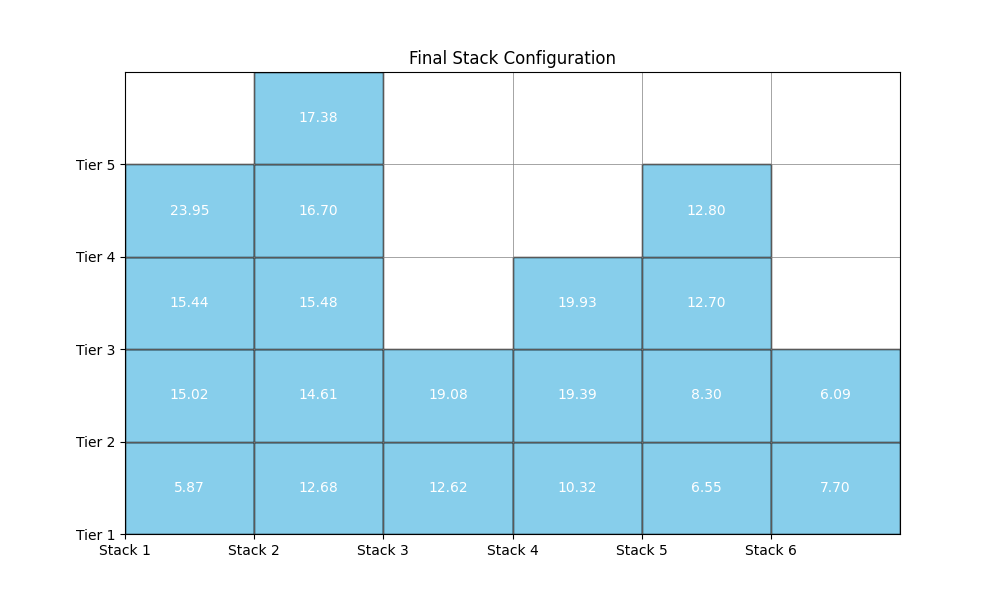 Final Stack Configuration
17.38
Tier 5
23.95 16.70 12.80
Tier 4
15.44 15.48 19.93 12.70
Tier 3
15.02 14.61 19.08 19.39 8.30 6.09
Tier 2
5.87 12.68 12.62 10.32 6.55 7.70
Tier 1
Stack 1 Stack 2 Stack 3 Stack 4 Stack 5 Stack 6